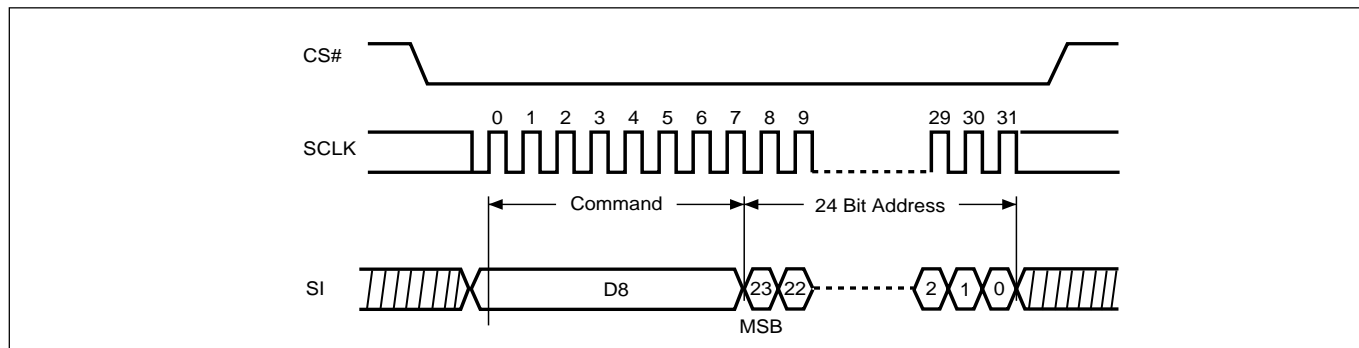 CS#
0 1 2 3 4 5 6 7 8 9 29 30 31
SCLK
Command 24 Bit Address
SI D8 23 22 2 1 0
MSB